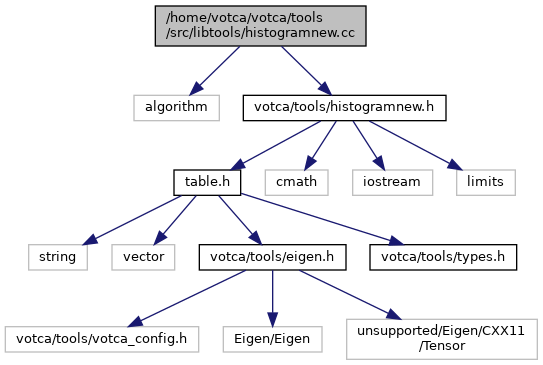 /home/votca/votca/tools
/src/libtools/histogramnew.cc
algorithm
votca/tools/histogramnew.h
table.h
cmath
iostream
limits
string
vector
votca/tools/eigen.h
votca/tools/types.h
votca/tools/votca_config.h
Eigen/Eigen
unsupported/Eigen/CXX11
/Tensor